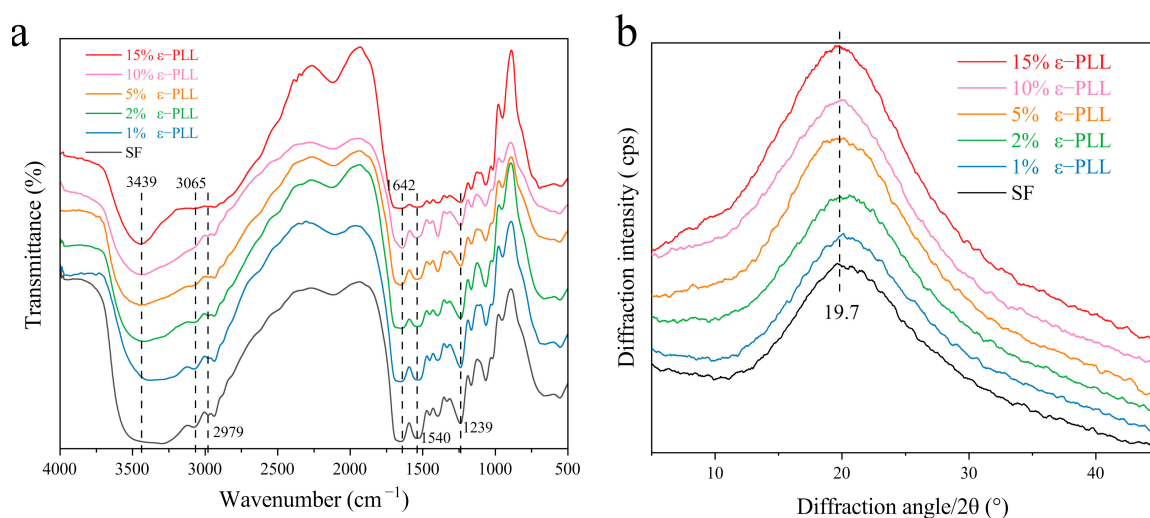 a
15% ε−PLL
10% ε−PLL
5% ε−PLL
2% ε−PLL
1% ε−PLL
SF
3439
3065
1642
2979
1540
1239
Transmittance (%)
4000 3500 3000 2500 2000 1500 1000 500
Wavenumber (cm⁻¹)
b
15% ε−PLL
10% ε−PLL
5% ε−PLL
2% ε−PLL
1% ε−PLL
SF
19.7
Diffraction intensity ( cps)
10 20 30 40
Diffraction angle/2θ (°)